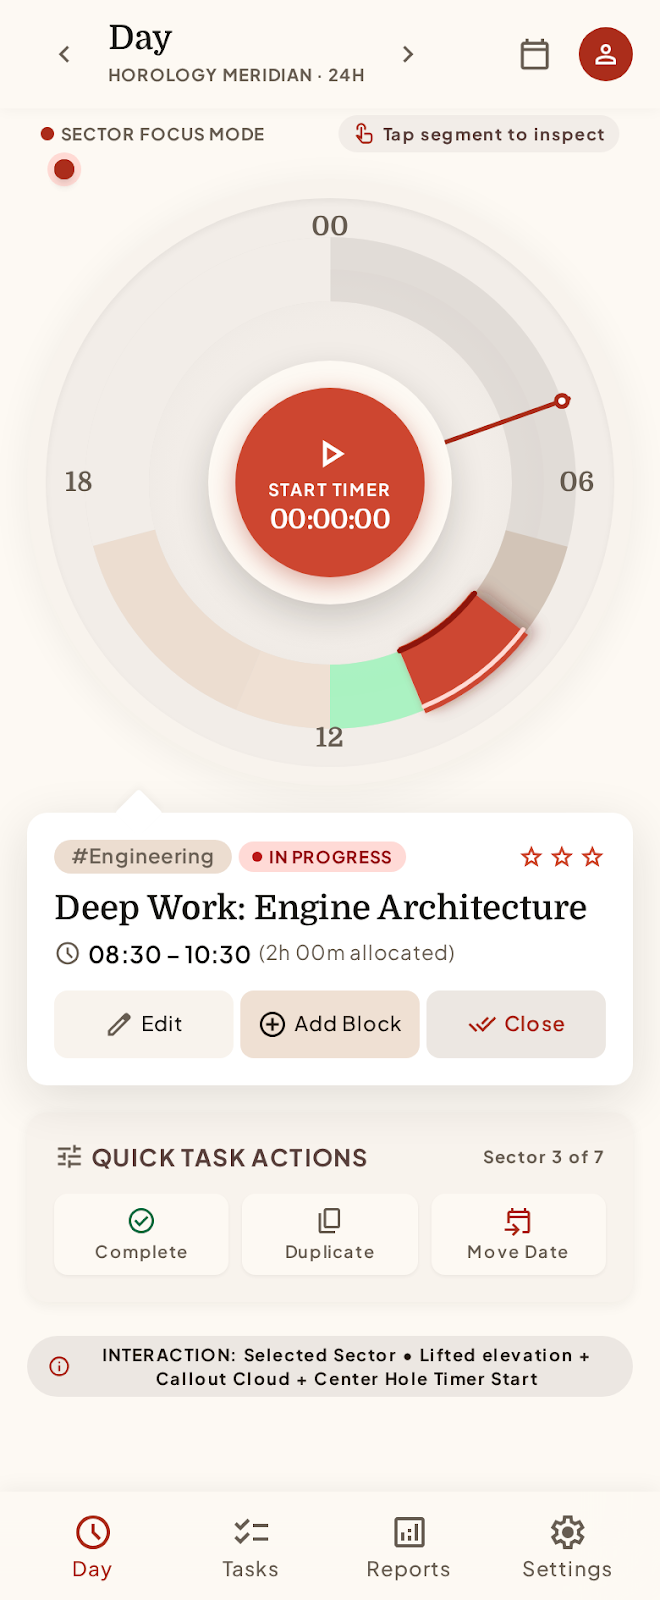 Day
HOROLOGY MERIDIAN · 24H
SECTOR FOCUS MODE
Tap segment to inspect
00
18
06
START TIMER
00:00:00
12
#Engineering
IN PROGRESS
Deep Work: Engine Architecture
08:30 – 10:30 (2h 00m allocated)
Edit
Add Block
Close
QUICK TASK ACTIONS
Sector 3 of 7
Complete
Duplicate
Move Date
INTERACTION: Selected Sector • Lifted elevation +
Callout Cloud + Center Hole Timer Start
Day
Tasks
Reports
Settings